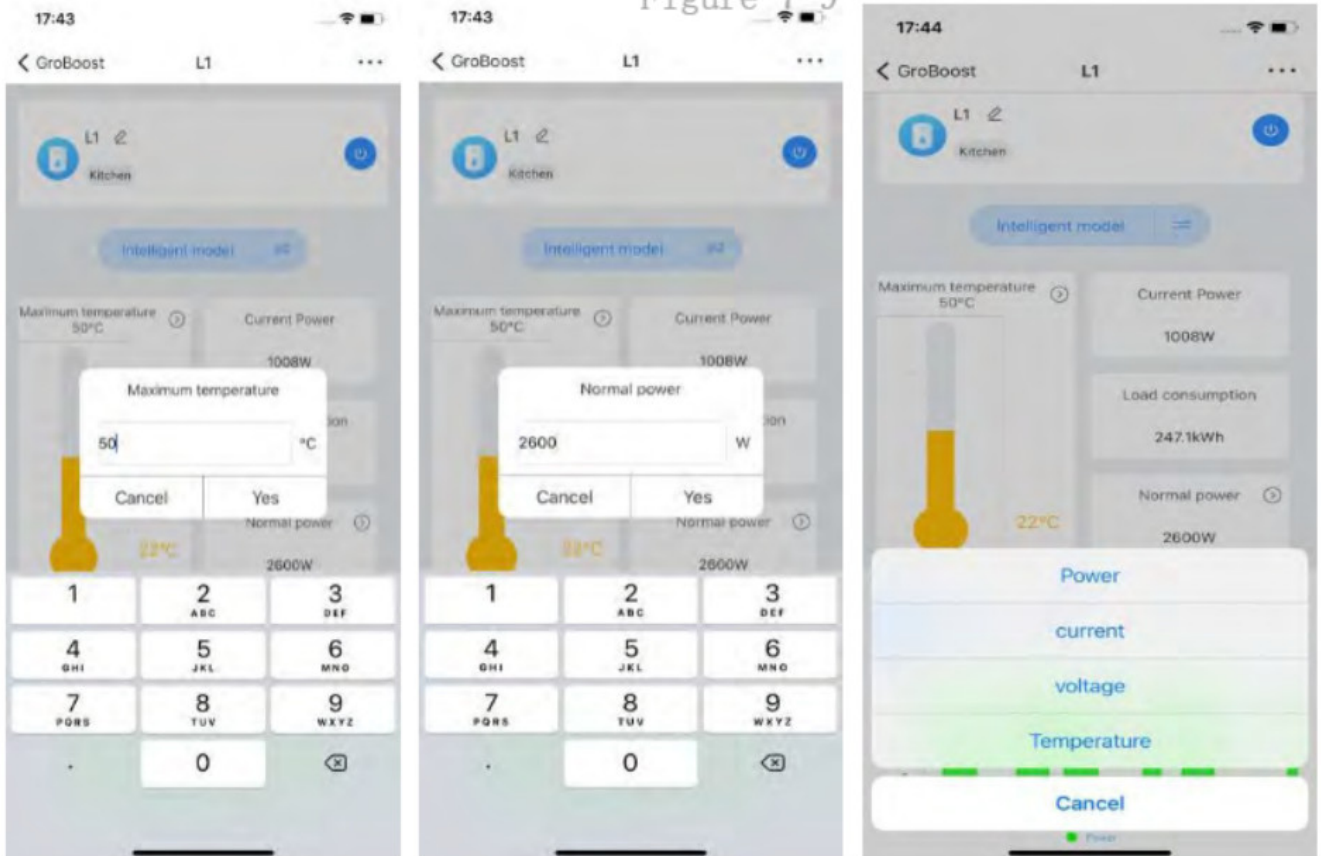 Figure 7-9
17:43
GroBoost L1 ...
L1
Kitchen
Intelligent model
Maximum temperature
50°C
Current Power
1008W
Maximum temperature
50 °C
Cancel Yes
Normal power
22°C
2600W
1 2 ABC 3 DEF
4 GHI 5 JKL 6 MNO
7 PQRS 8 TUV 9 WXYZ
. 0
17:43
GroBoost L1 ...
L1
Kitchen
Intelligent model
Maximum temperature
50°C
Current Power
1008W
Normal power
2600 W
Cancel Yes
Normal power
22°C
2600W
1 2 ABC 3 DEF
4 GHI 5 JKL 6 MNO
7 PQRS 8 TUV 9 WXYZ
. 0
17:44
GroBoost L1 ...
L1
Kitchen
Intelligent model
Maximum temperature
50°C
Current Power
1008W
Load consumption
247.1kWh
Normal power
22°C
2600W
Power
current
voltage
Temperature
Cancel
Power